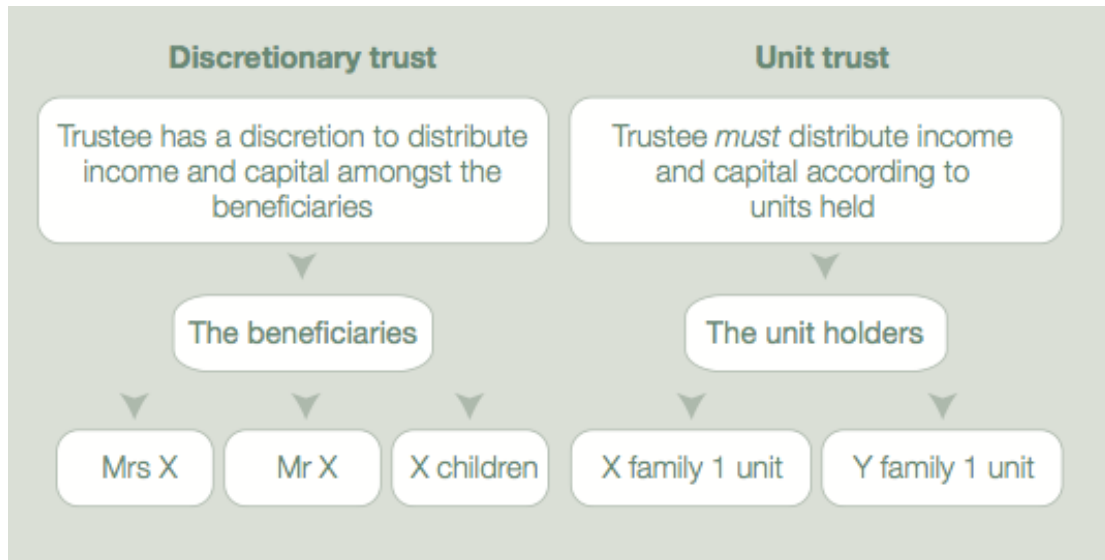 Discretionary trust
Trustee has a discretion to distribute
income and capital amongst the
beneficiaries
The beneficiaries
Mrs X
Mr X
X children
Unit trust
Trustee must distribute income
and capital according to
units held
The unit holders
X family 1 unit
Y family 1 unit